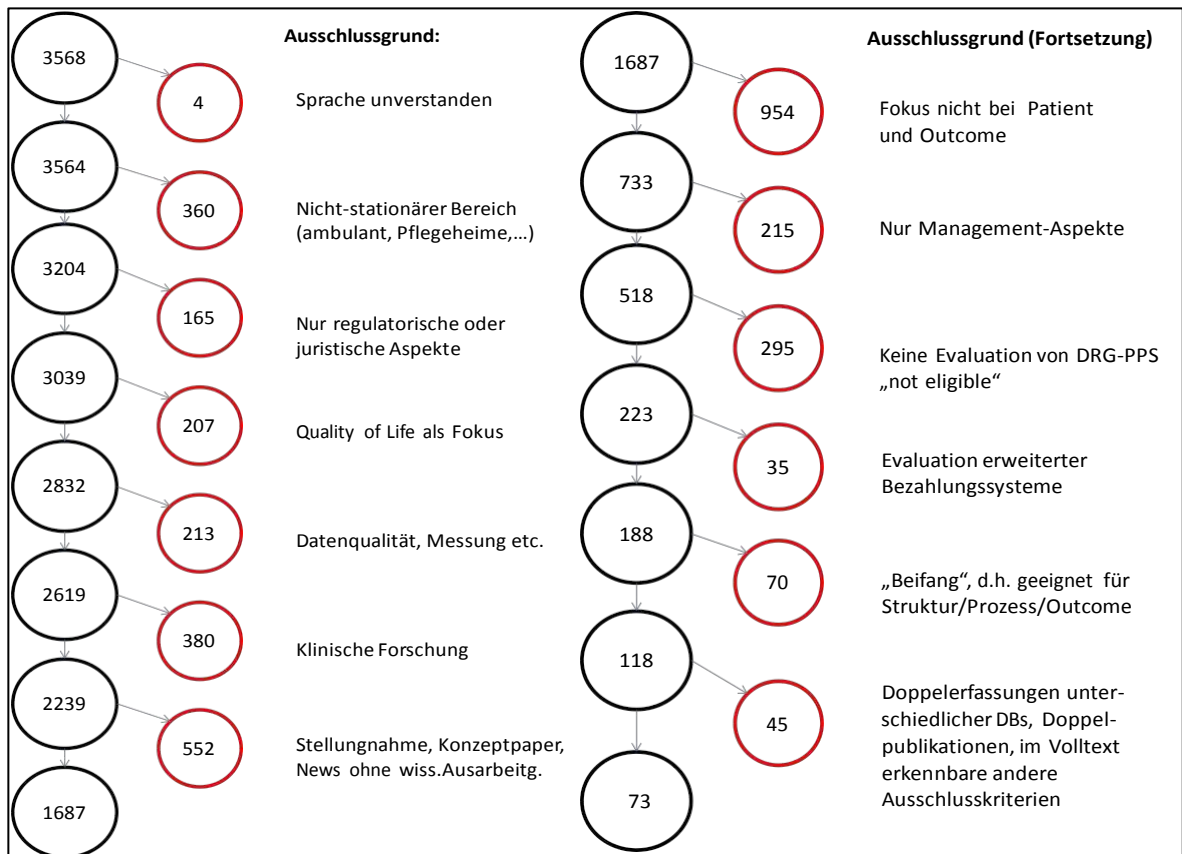 Ausschlussgrund:
3568
4
Sprache unverstanden
3564
360
Nicht-stationärer Bereich
(ambulant, Pflegeheime,...)
3204
165
Nur regulatorische oder
juristische Aspekte
3039
207
Quality of Life als Fokus
2832
213
Datenqualität, Messung etc.
2619
380
Klinische Forschung
2239
552
Stellungnahme, Konzeptpaper,
News ohne wiss.Ausarbeitg.
1687
Ausschlussgrund (Fortsetzung)
1687
954
Fokus nicht bei Patient
und Outcome
733
215
Nur Management-Aspekte
518
295
Keine Evaluation von DRG-PPS
„not eligible“
223
35
Evaluation erweiterter
Bezahlungssysteme
188
70
„Beifang“, d.h. geeignet für
Struktur/Prozess/Outcome
118
45
Doppelerfassungen unter-
schiedlicher DBs, Doppel-
publikationen, im Volltext
erkennbare andere
Ausschlusskriterien
73